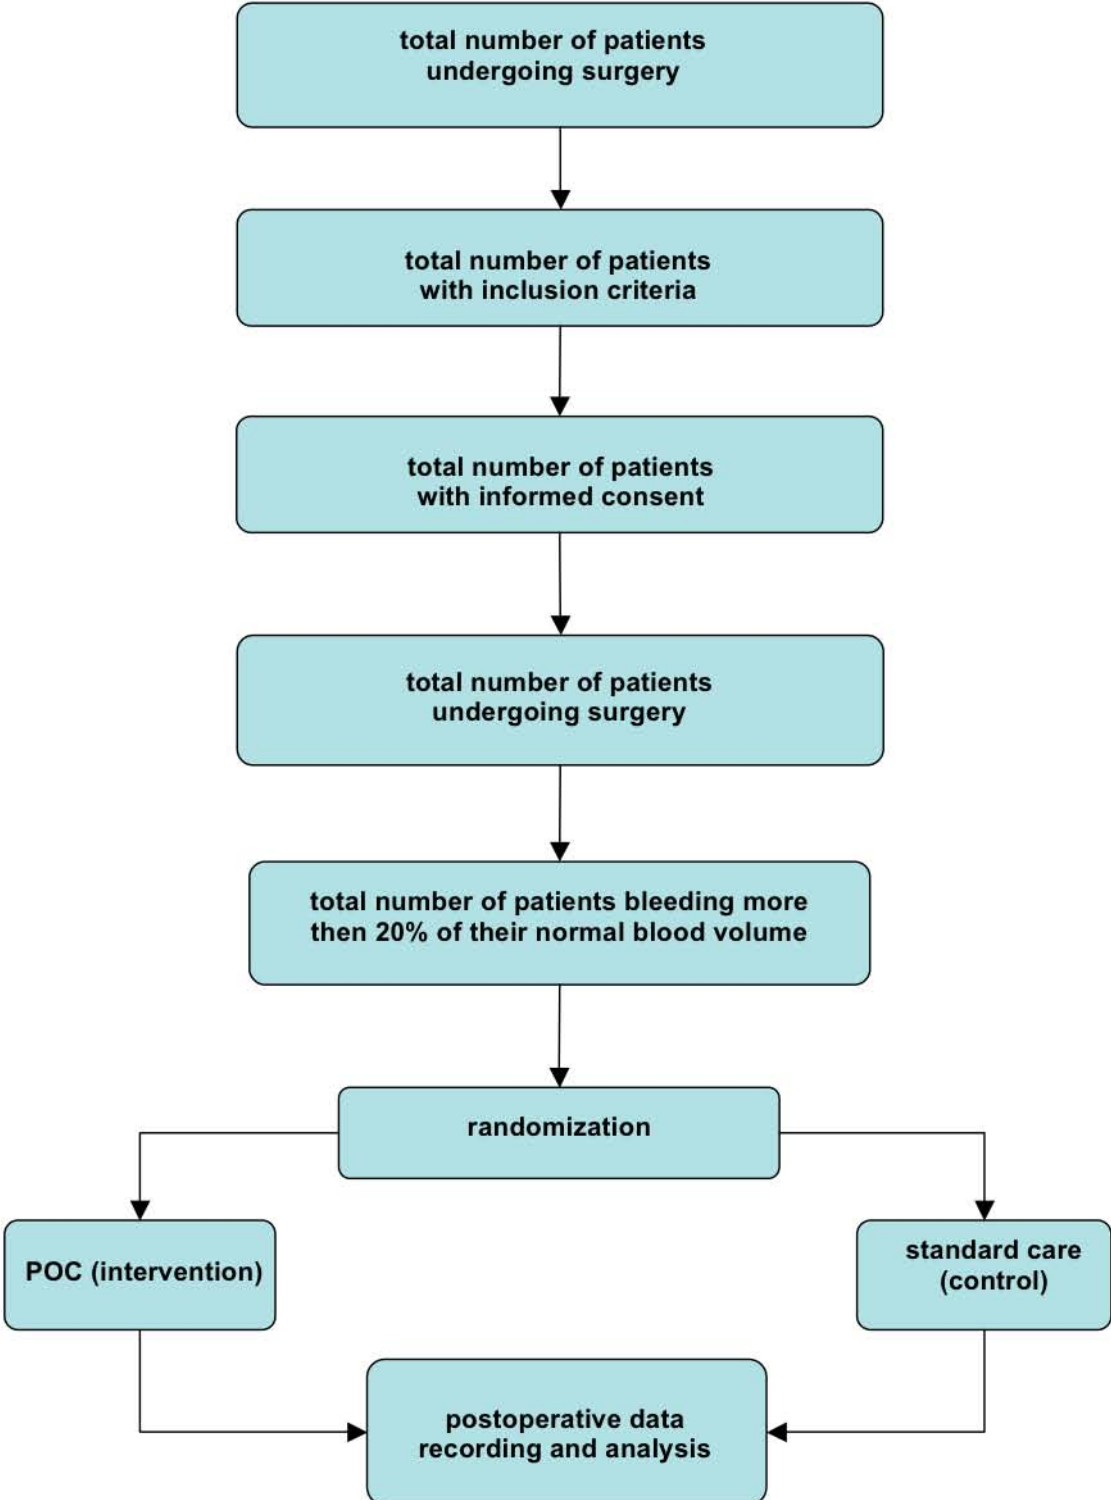 total number of patients
undergoing surgery
total number of patients
with inclusion criteria
total number of patients
with informed consent
total number of patients
undergoing surgery
total number of patients bleeding more
then 20% of their normal blood volume
randomization
POC (intervention)
standard care
(control)
postoperative data
recording and analysis